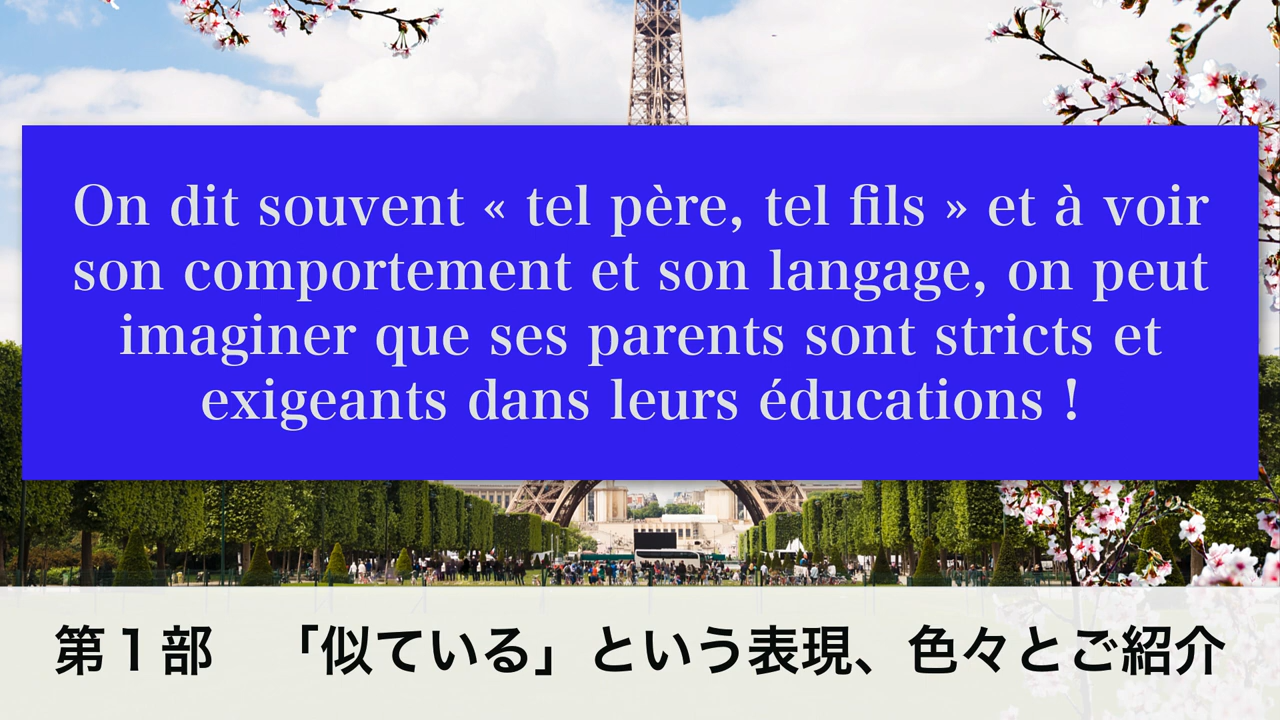 On dit souvent « tel père, tel fils » et à voir
son comportement et son langage, on peut
imaginer que ses parents sont stricts et
exigeants dans leurs éducations !
第1部 「似ている」という表現、色々とご紹介